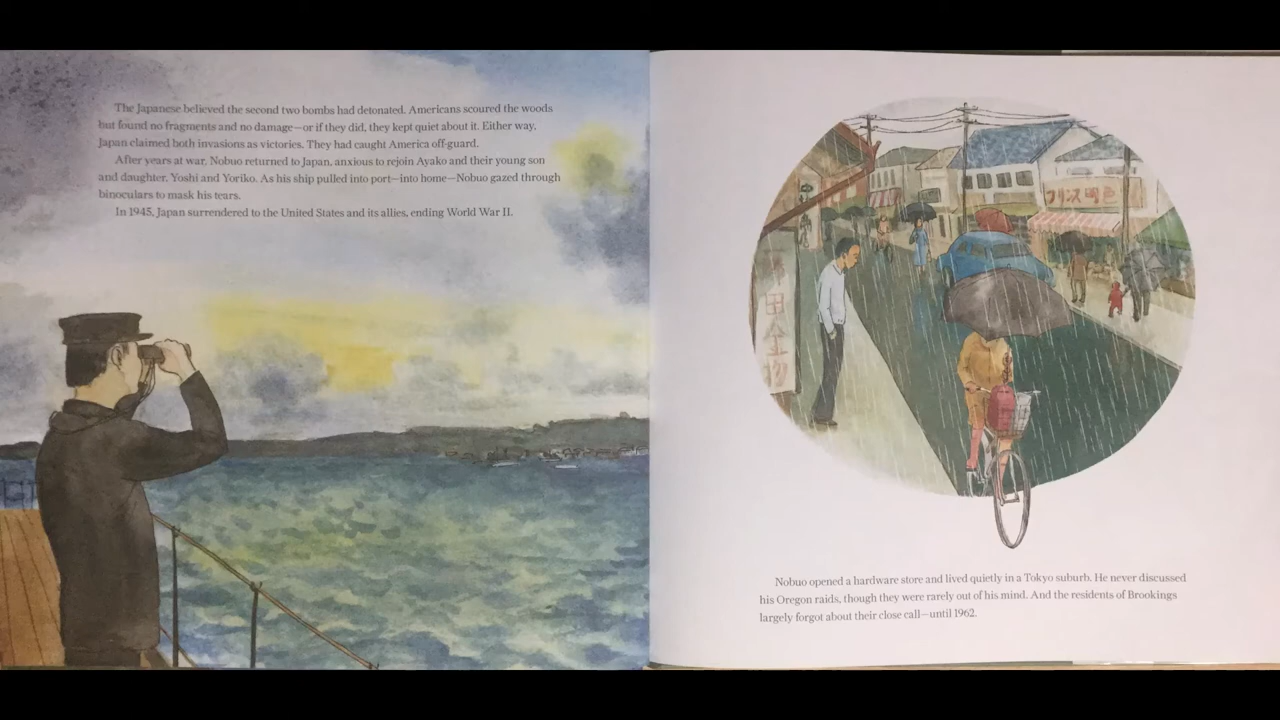 The Japanese believed the second two bombs had detonated. Americans scoured the woods
but found no fragments and no damage—or if they did, they kept quiet about it. Either way,
Japan claimed both invasions as victories. They had caught America off-guard.
After years at war, Nobuo returned to Japan, anxious to rejoin Ayako and their young son
and daughter, Yoshi and Yoriko. As his ship pulled into port—into home—Nobuo gazed through
binoculars to mask his tears.
In 1945, Japan surrendered to the United States and its allies, ending World War II.
田金物
Nobuo opened a hardware store and lived quietly in a Tokyo suburb. He never discussed
his Oregon raids, though they were rarely out of his mind. And the residents of Brookings
largely forgot about their close call—until 1962.